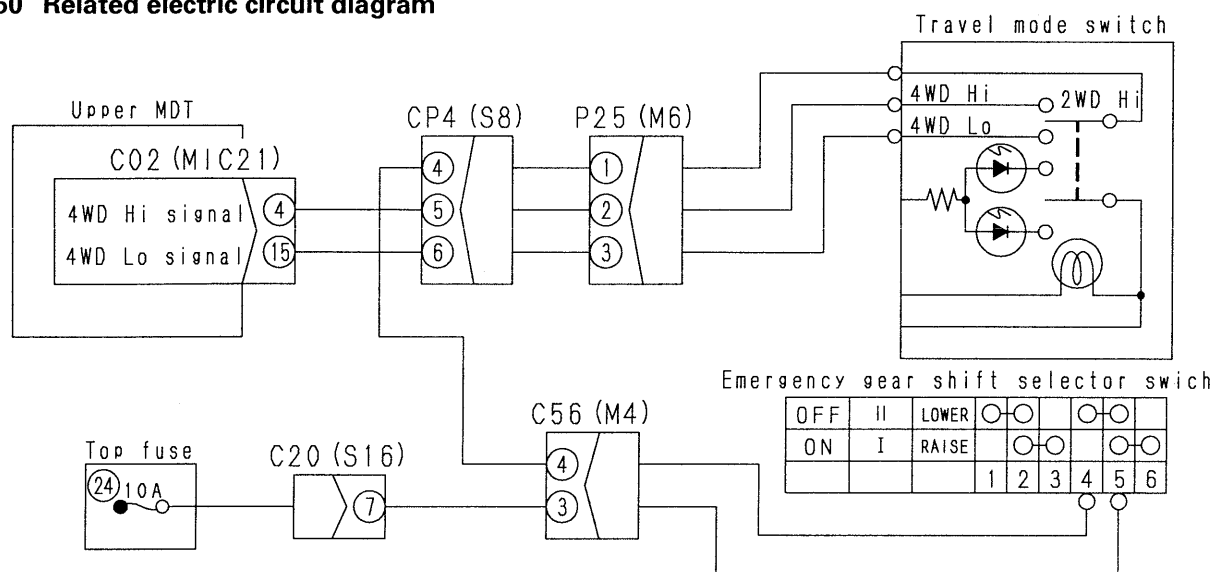 50 Related electric circuit diagram
Travel mode switch
Upper MDT
CP4 (S8)
P25 (M6)
4WD Hi
2WD Hi
4WD Lo
C02 (MIC21)
4
1
4WD Hi signal
4
5
2
4WD Lo signal
15
6
3
Emergency gear shift selector swich
OFF II LOWER
ON I RAISE
1 2 3 4 5 6
C56 (M4)
Top fuse
C20 (S16)
4
24
10A
7
3